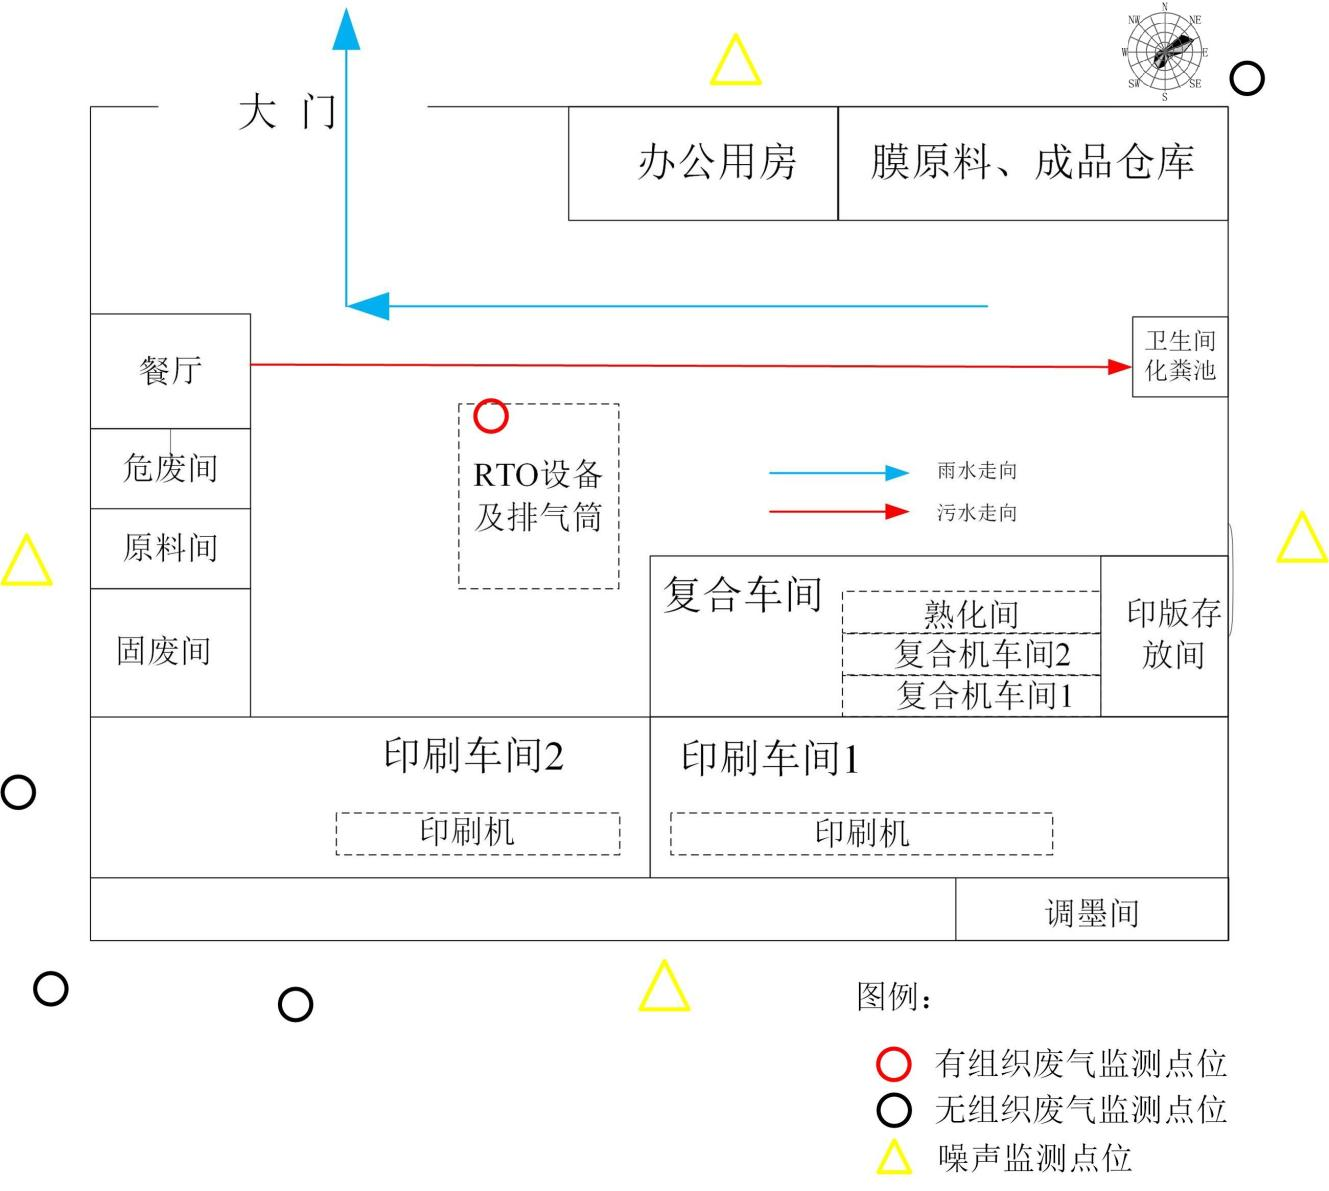 N
NW
NE
W
E
SW
SE
S
大 门
办公用房
膜原料、成品仓库
餐厅
卫生间
化粪池
危废间
RTO设备
及排气筒
雨水走向
污水走向
原料间
复合车间
熟化间
印版存
放间
固废间
复合机车间2
复合机车间1
印刷车间2
印刷车间1
印刷机
印刷机
调墨间
图例：
有组织废气监测点位
无组织废气监测点位
噪声监测点位